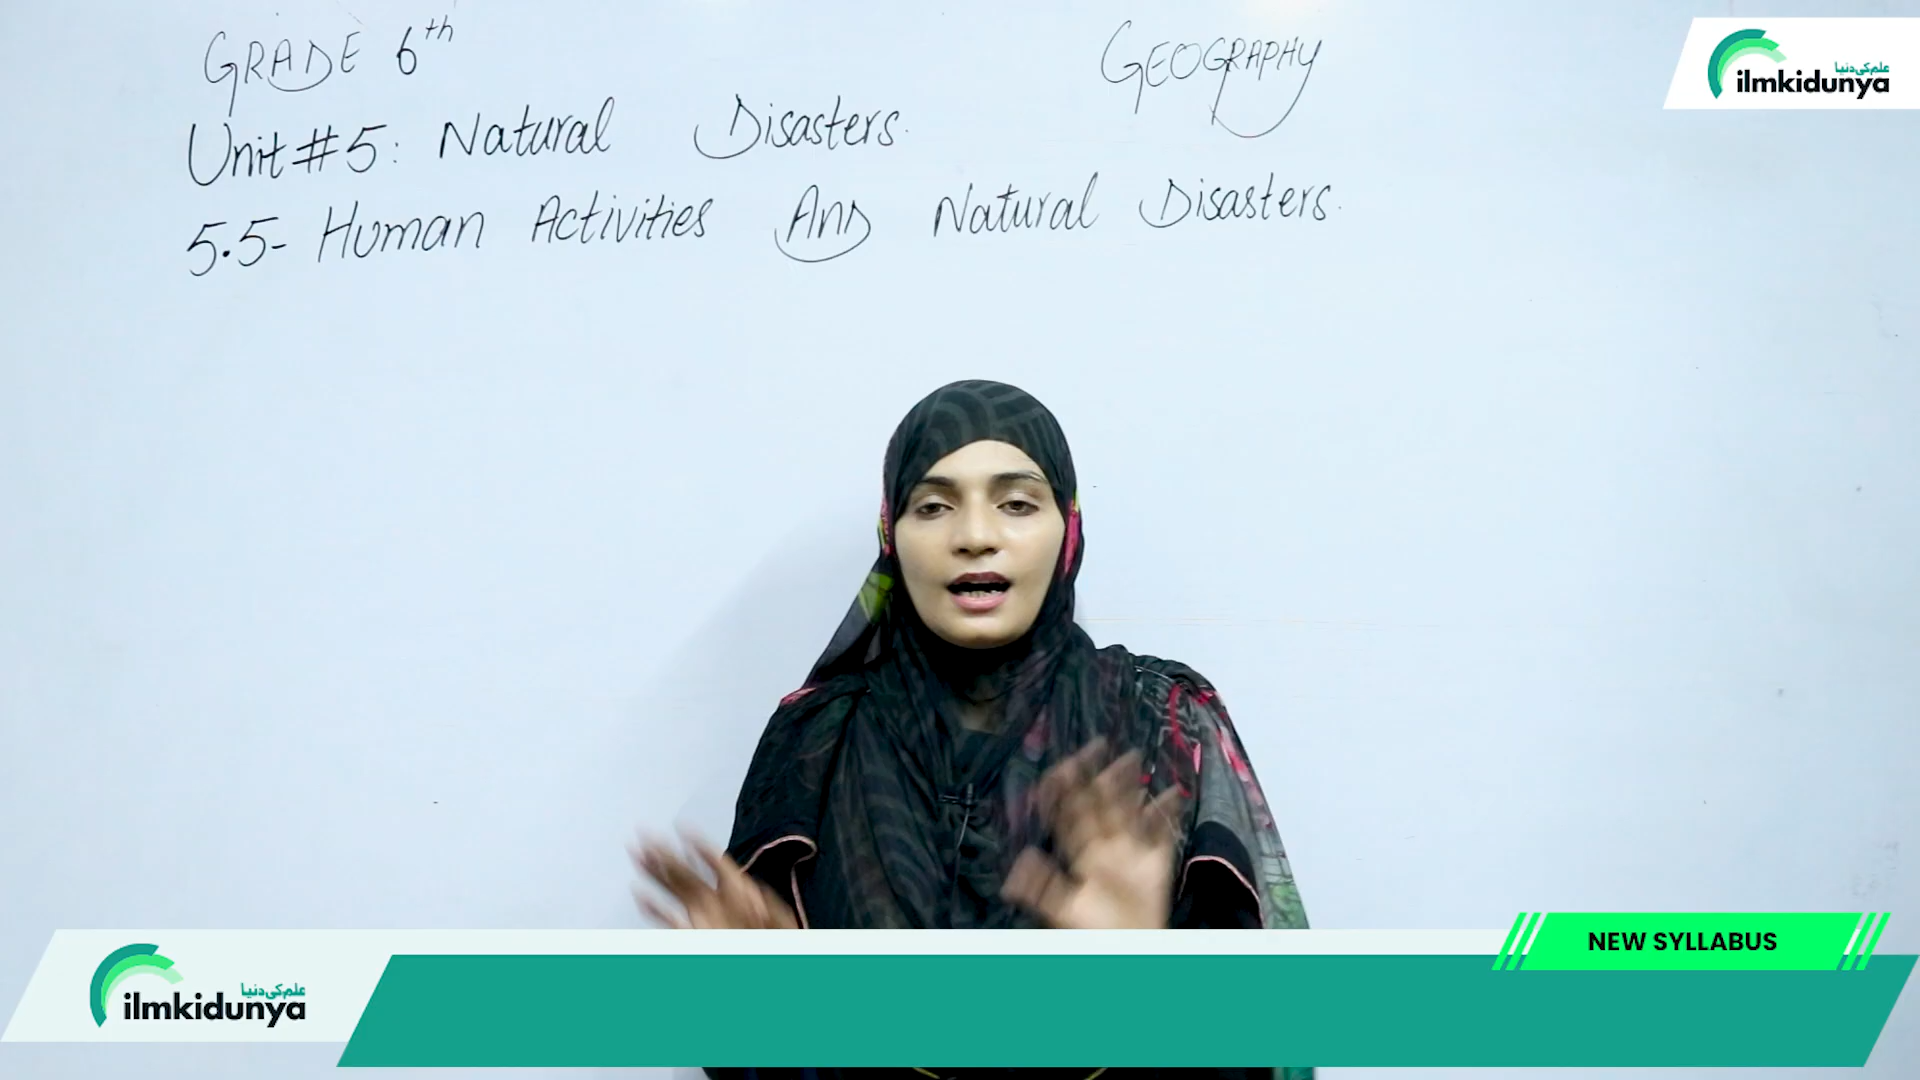 GRADE 6th
GEOGRAPHY
Unit #5: Natural Disasters.
5.5- Human Activities And Natural Disasters.
علم کی دنیا
ilmkidunya
NEW SYLLABUS
علم کی دنیا
ilmkidunya